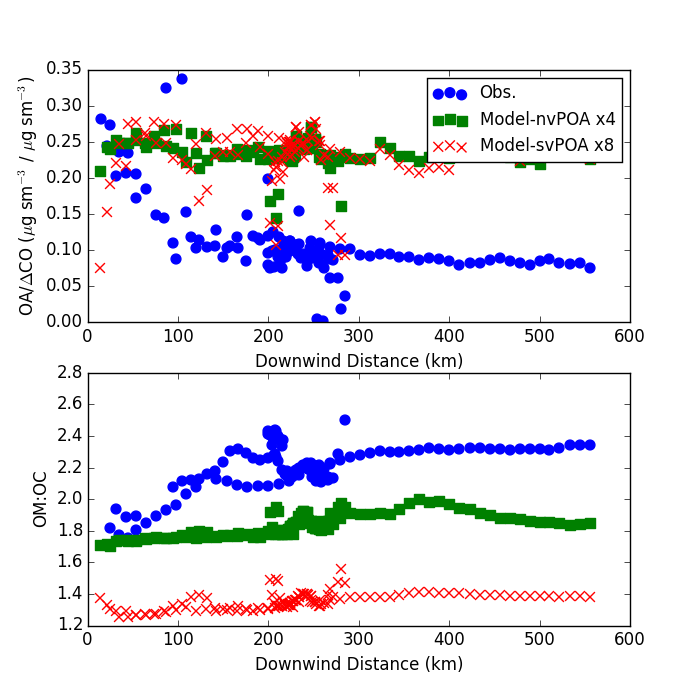 OA/ΔCO (μg sm⁻³ / μg sm⁻³)
0.35
0.30
0.25
0.20
0.15
0.10
0.05
0.00
Obs.
Model-nvPOA x4
Model-svPOA x8
0 100 200 300 400 500 600
Downwind Distance (km)
OM:OC
2.8
2.6
2.4
2.2
2.0
1.8
1.6
1.4
1.2
0 100 200 300 400 500 600
Downwind Distance (km)